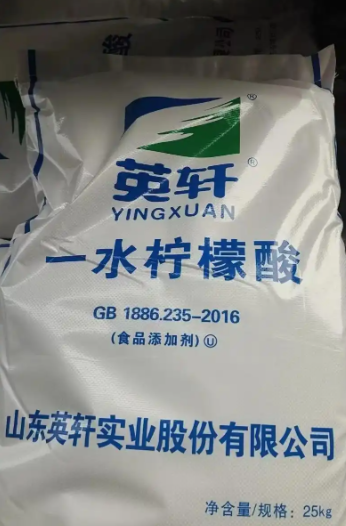 酸
®
英轩®
YINGXUAN
一水柠檬酸
GB 1886.235-2016
(食品添加剂)Ⓤ
山东英轩实业股份有限公司
净含量/规格: 25kg